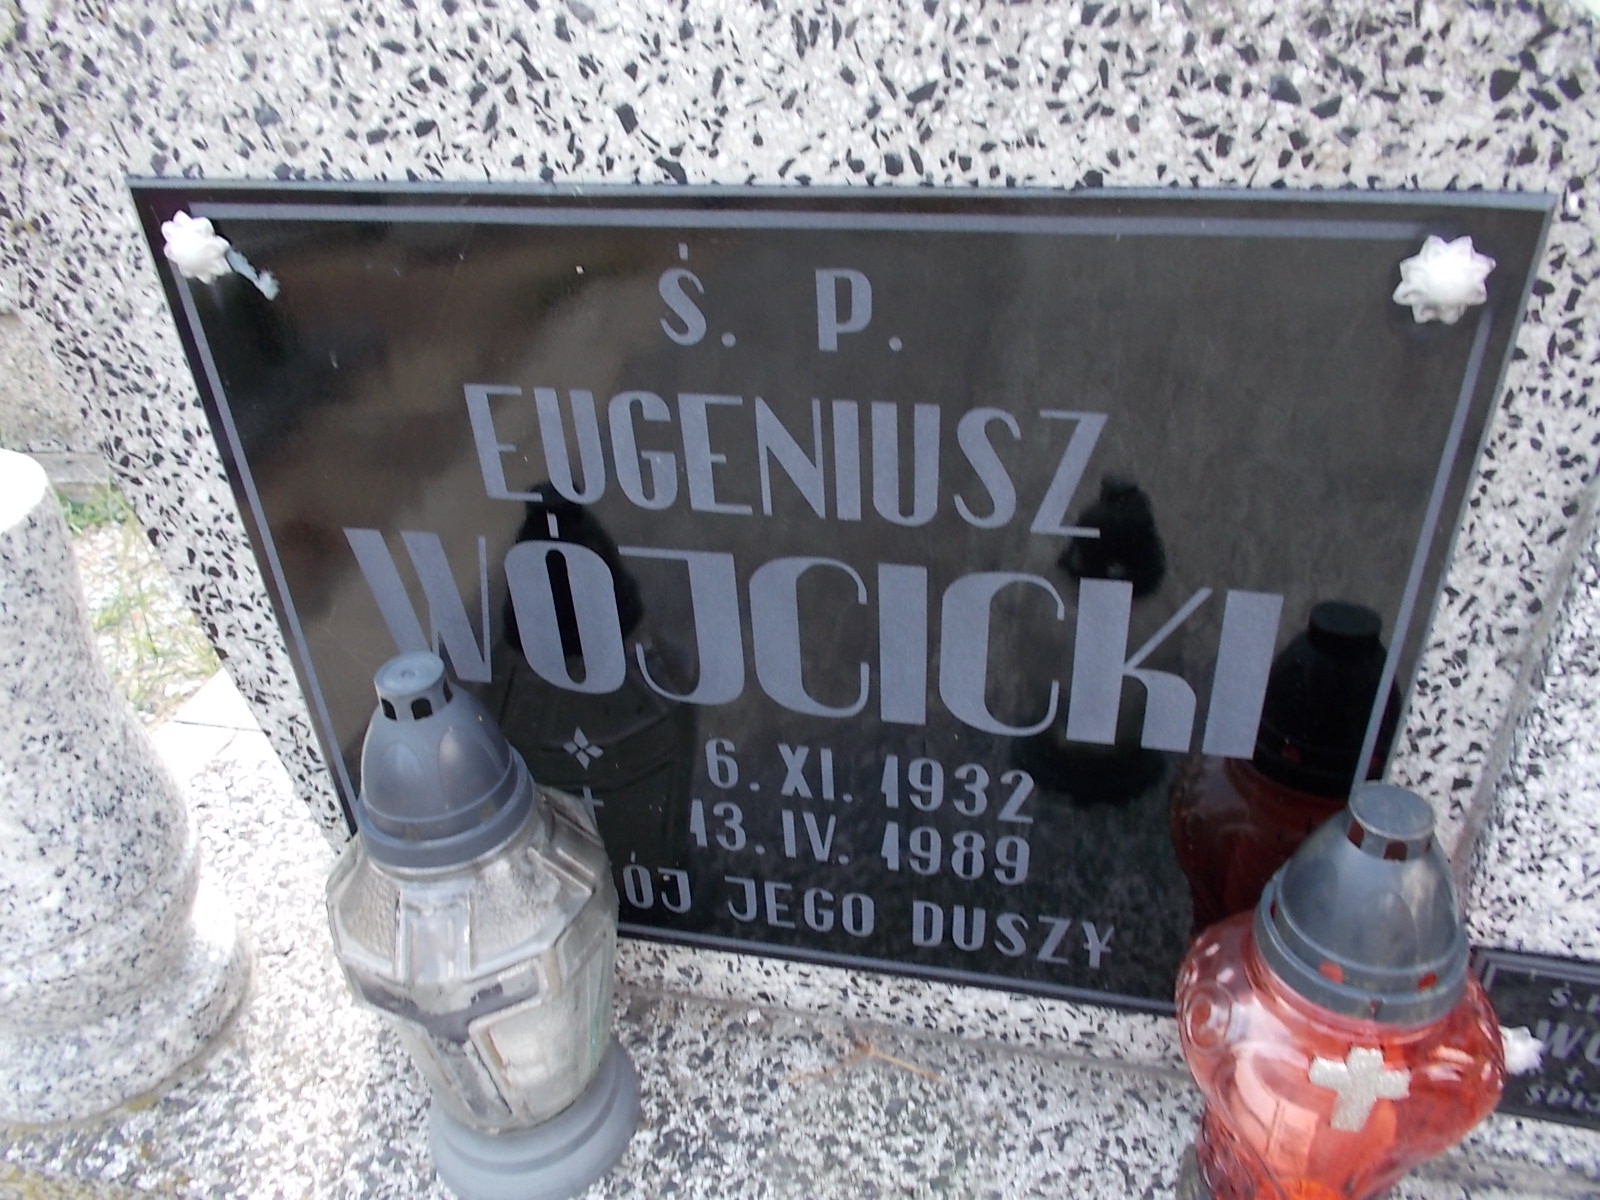 Ś. P.
EUGENIUSZ
WÓJCICKI
6. XI. 1932
13. IV. 1989
JEGO DUSZY
Ś.